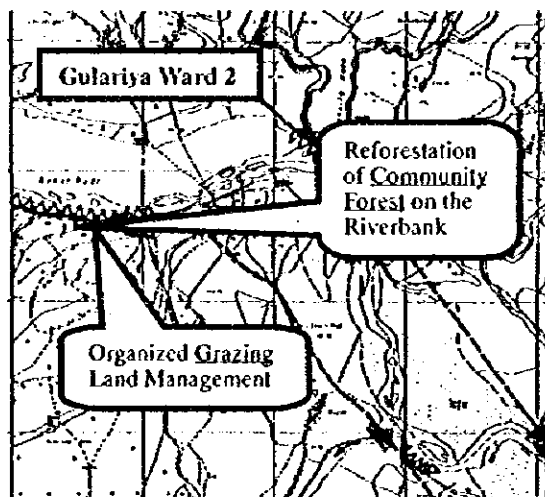 Gulariya Ward 2
Reforestation
of Community
Forest on the
Riverbank
Organized Grazing
Land Management